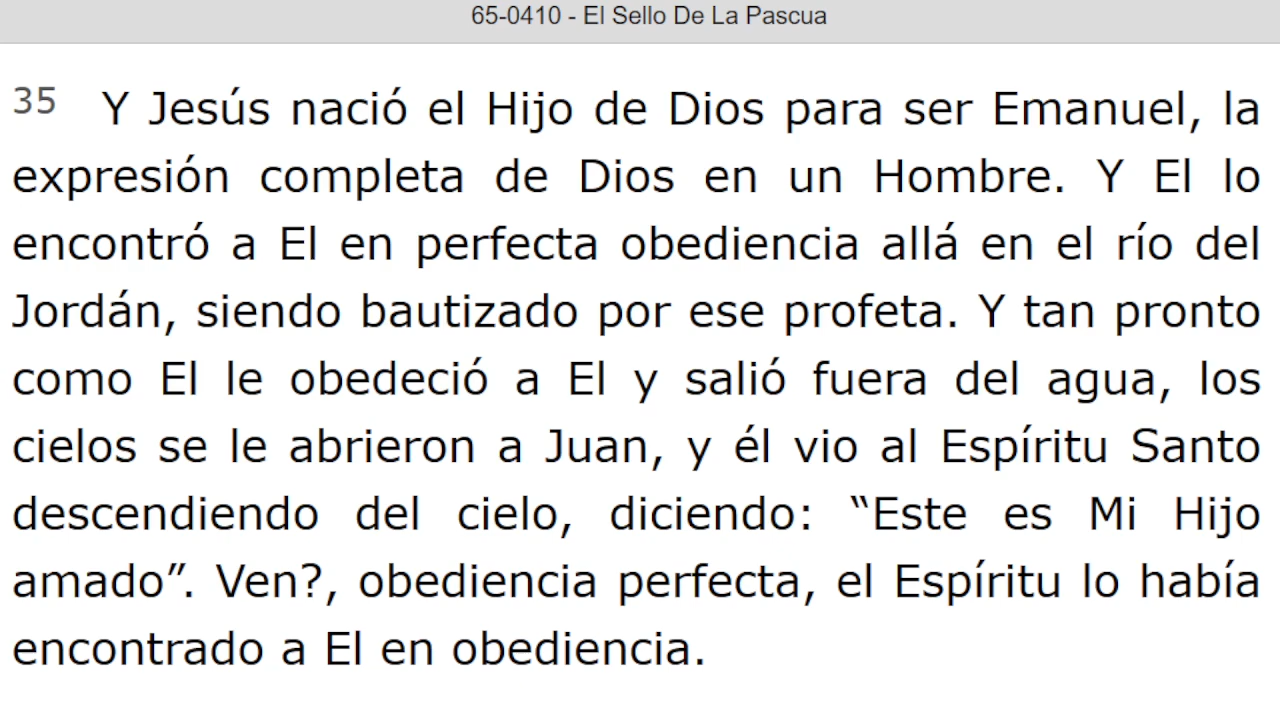 65-0410 - El Sello De La Pascua
35 Y Jesús nació el Hijo de Dios para ser Emanuel, la
expresión completa de Dios en un Hombre. Y El lo
encontró a El en perfecta obediencia allá en el río del
Jordán, siendo bautizado por ese profeta. Y tan pronto
como El le obedeció a El y salió fuera del agua, los
cielos se le abrieron a Juan, y él vio al Espíritu Santo
descendiendo del cielo, diciendo: “Este es Mi Hijo
amado”. Ven?, obediencia perfecta, el Espíritu lo había
encontrado a El en obediencia.